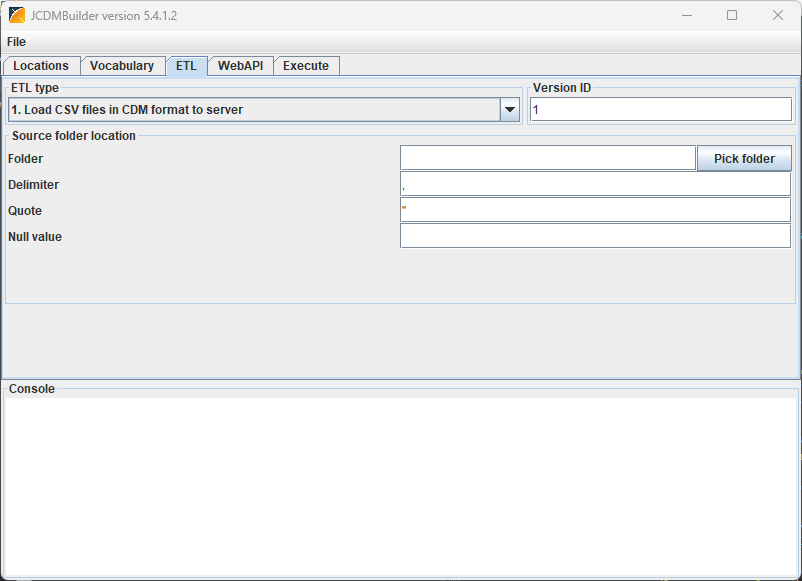 JCDMBuilder version 5.4.1.2
File
Locations Vocabulary ETL WebAPI Execute
ETL type Version ID
1. Load CSV files in CDM format to server 1
Source folder location
Folder Pick folder
Delimiter ,
Quote "
Null value
Console